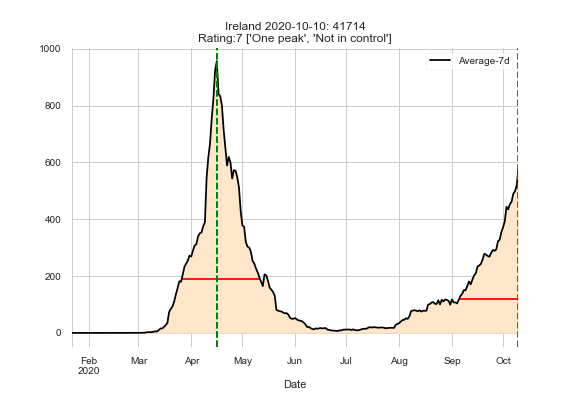 Ireland 2020-10-10: 41714
Rating:7 ['One peak', 'Not in control']
1000
Average-7d
800
600
400
200
0
Feb Mar Apr May Jun Jul Aug Sep Oct
2020
Date